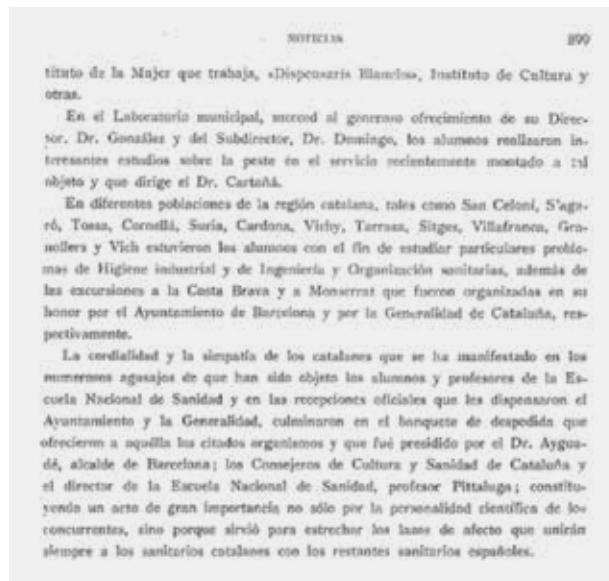 NOTICIAS 899
tituto de la Mujer que trabaja, «Dispensaris Blancs», Instituto de Cultura y
otras.
En el Laboratorio municipal, merced al generoso ofrecimiento de su Direc-
tor, Dr. González y del Subdirector, Dr. Domingo, los alumnos realizaron in-
teresantes estudios sobre la peste en el servicio recientemente montado a tal
objeto y que dirige el Dr. Cartañá.
En diferentes poblaciones de la región catalana, tales como San Celoni, S'aga-
ró, Tossa, Cornellá, Suria, Cardona, Vichy, Tarrasa, Sitges, Villafranca, Gra-
nollers y Vich estuvieron los alumnos con el fin de estudiar particulares proble-
mas de Higiene industrial y de Ingeniería y Organización sanitarias, además de
las excursiones a la Costa Brava y a Monserrat que fueron organizadas en su
honor por el Ayuntamiento de Barcelona y por la Generalidad de Cataluña, res-
pectivamente.
La cordialidad y la simpatía de los catalanes que se ha manifestado en los
numerosos agasajos de que han sido objeto los alumnos y profesores de la Es-
cuela Nacional de Sanidad y en las recepciones oficiales que les dispensaron el
Ayuntamiento y la Generalidad, culminaron en el banquete de despedida que
ofrecieron a aquélla los citados organismos y que fué presidido por el Dr. Aygua-
dé, alcalde de Barcelona; los Consejeros de Cultura y Sanidad de Cataluña y
el director de la Escuela Nacional de Sanidad, profesor Pittaluga; constitu-
yendo un acto de gran importancia no sólo por la personalidad científica de los
concurrentes, sino porque sirvió para estrechar los lazos de afecto que unirán
siempre a los sanitarios catalanes con los restantes sanitarios españoles.